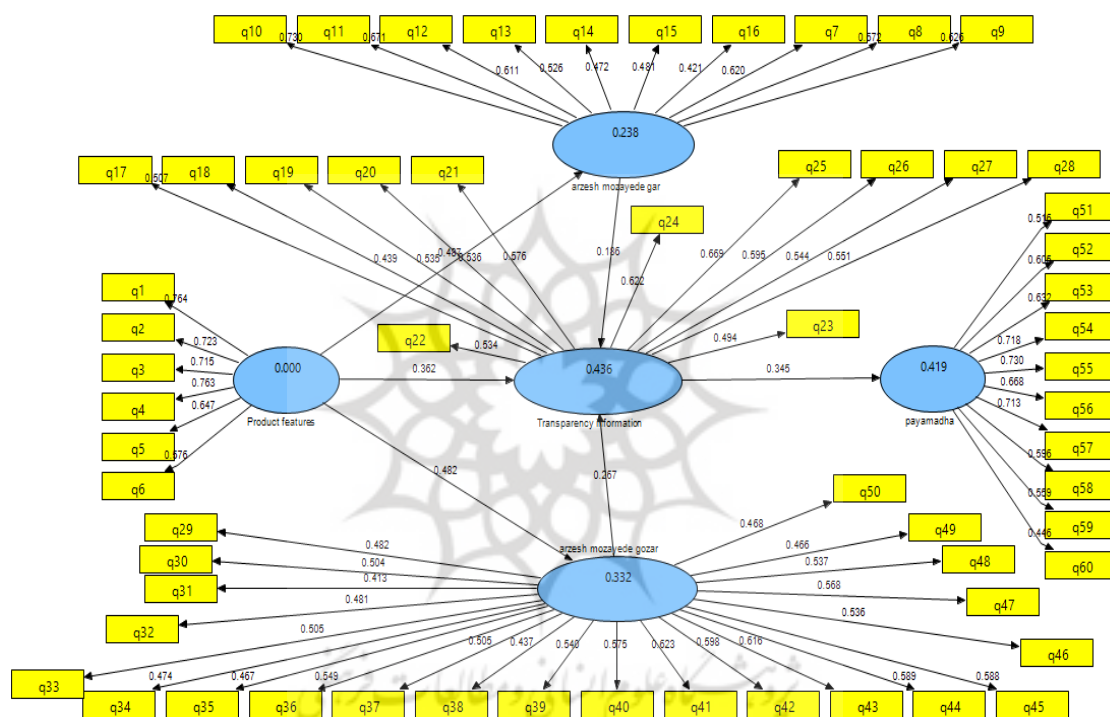 q10 q11 q12 q13 q14 q15 q16 q7 q8 q9
0.730 0.671 0.611 0.526 0.472 0.481 0.421 0.620 0.572 0.626
0.238
arzesh mozayede gar
q17 q18 q19 q20 q21 q25 q26 q27 q28
0.507 0.439 0.535 0.487 0.536 0.576 0.669 0.595 0.544 0.551
q24
0.622
0.186
q51
q52
q53
q54
q55
q56
q57
q58
q59
q60
0.516
0.605
0.632
0.718
0.730
0.668
0.713
0.596
0.559
0.446
q1
q2
q3
q4
q5
q6
0.764
0.723
0.715
0.763
0.647
0.576
q22
0.534
q23
0.494
0.000
Product features
0.362
0.436
Transparency Information
0.345
0.419
payamadha
0.482
0.267
arzesh mozayede gozar
0.332
q50
q49
q48
q47
q46
0.468
0.466
0.537
0.568
0.536
q29
q30
q31
q32
q33
0.482
0.504
0.413
0.481
0.505
0.474 0.467 0.549 0.505 0.437 0.540 0.575 0.623 0.598 0.616 0.589 0.588
q34 q35 q36 q37 q38 q39 q40 q41 q42 q43 q44 q45
پژوهشگاه علوم انسانی و مطالعات فرهنگی